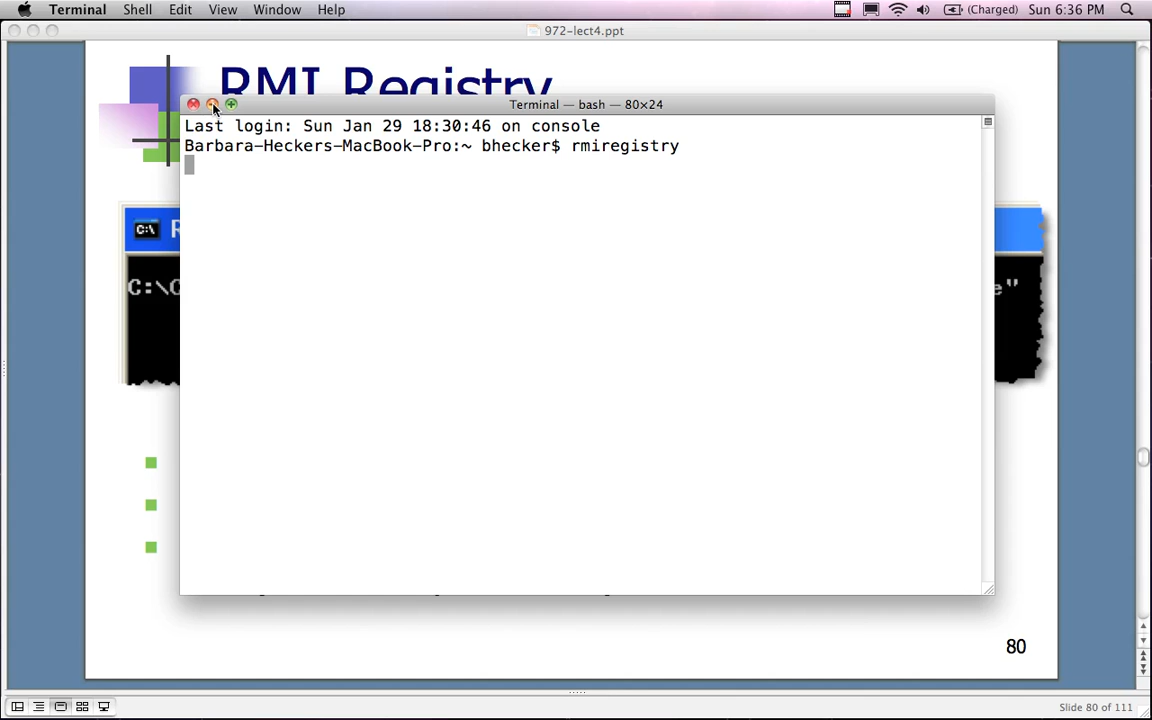 Terminal Shell Edit View Window Help (Charged) Sun 6:36 PM
972-lect4.ppt
RMI Registry
Terminal — bash — 80×24
Last login: Sun Jan 29 18:30:46 on console
Barbara-Heckers-MacBook-Pro:~ bhecker$ rmiregistry
C:\
80
Slide 80 of 111